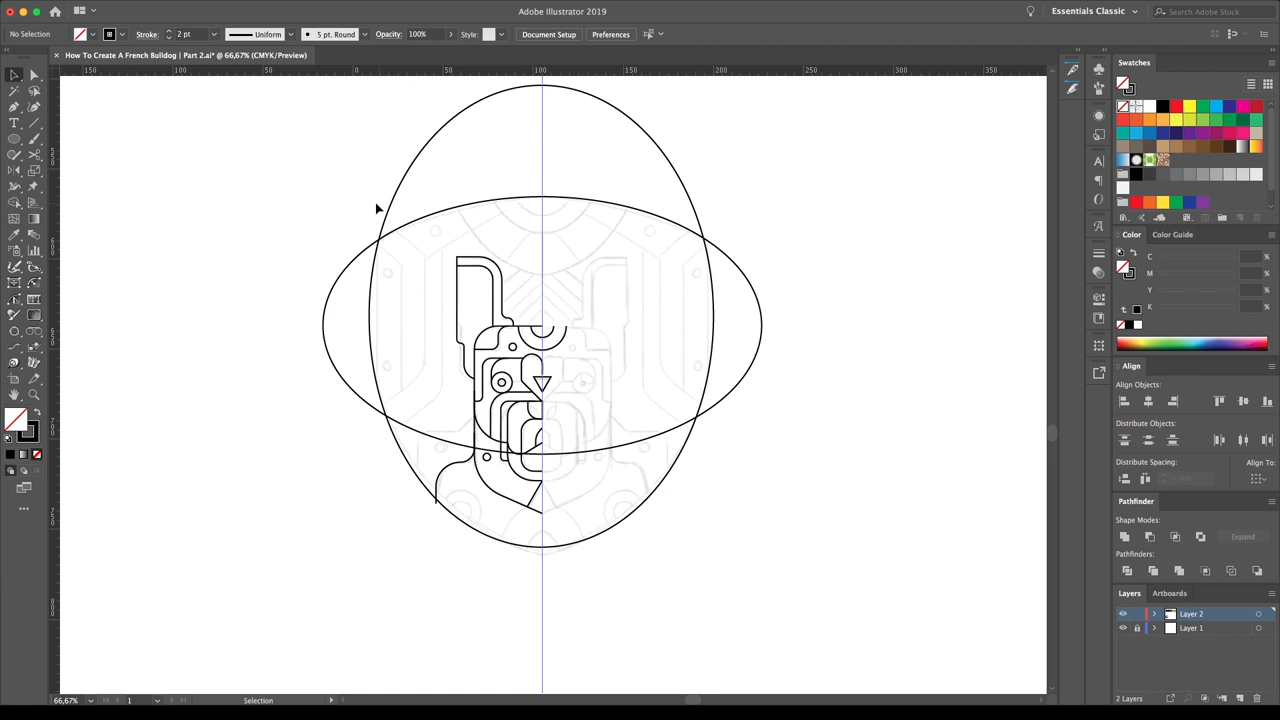 Adobe Illustrator 2019
Essentials Classic
Search Adobe Stock
No Selection
Stroke:
2 pt
Uniform
5 pt. Round
Opacity:
100%
Style:
Document Setup
Preferences
× How To Create A French Bulldog | Part 2.ai* @ 66,67% (CMYK/Preview)
150 100 50 0 50 100 150 200 250 300 350
Swatches
Color Color Guide
C %
M %
Y %
K %
Align
Align Objects:
Distribute Objects:
Distribute Spacing:
Align To:
Pathfinder
Shape Modes:
Expand
Pathfinders:
Layers Artboards
Layer 2
Layer 1
2 Layers
66,67%
1
Selection